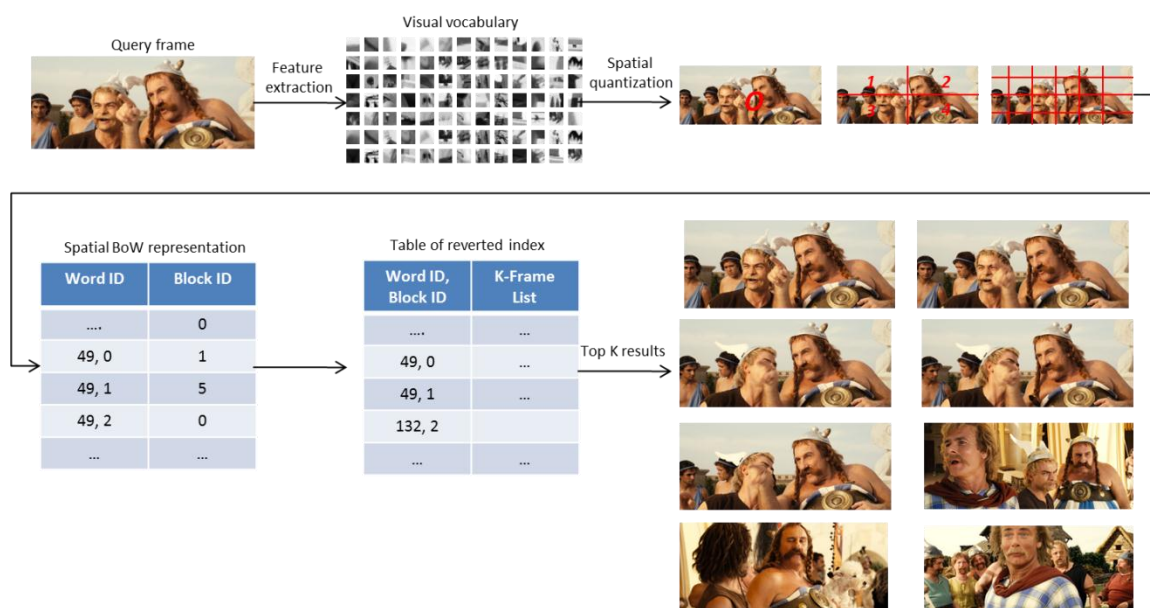 Visual vocabulary
Query frame
Feature
extraction
Spatial
quantization
0
1
2
3
4
Spatial BoW representation
Word ID
Block ID
....
0
49, 0
1
49, 1
5
49, 2
0
...
...
Table of reverted index
Word ID,
Block ID
K-Frame
List
....
...
49, 0
...
49, 1
...
132, 2
...
...
Top K results